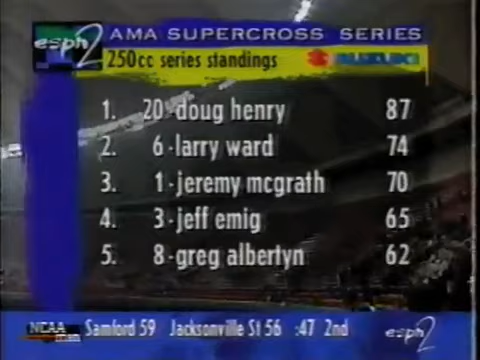 espn2 AMA SUPERCROSS SERIES
250cc series standings SUZUKI
1. 20-doug henry 87
2. 6-larry ward 74
3. 1-jeremy mcgrath 70
4. 3-jeff emig 65
5. 8-greg albertyn 62
NCAA Samford 59 Jacksonville St 56 :47 2nd espn2